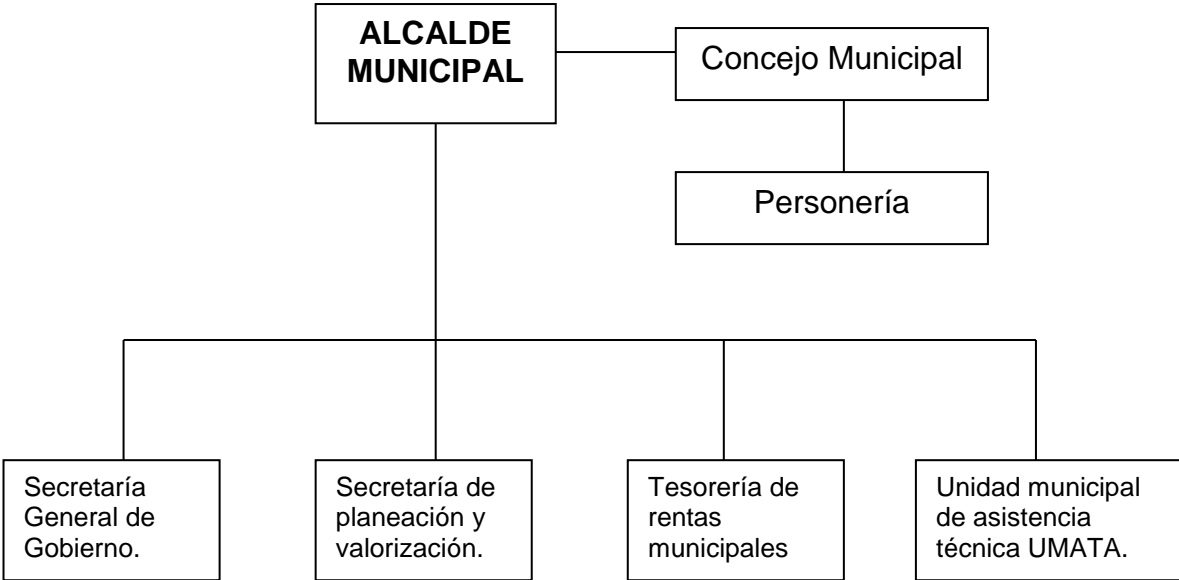 ALCALDE
MUNICIPAL
Concejo Municipal
Personería
Secretaría
General de
Gobierno.
Secretaría de
planeación y
valorización.
Tesorería de
rentas
municipales
Unidad municipal
de asistencia
técnica UMATA.